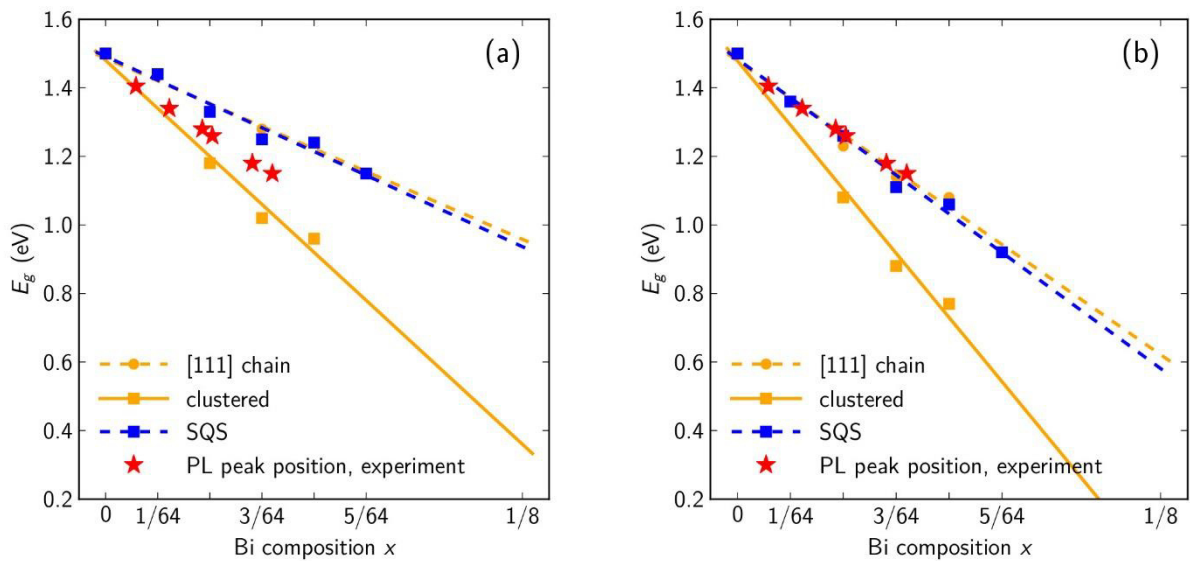 (a)
1.6
1.4
1.2
1.0
0.8
0.6
0.4
0.2
E_g (eV)
[111] chain
clustered
SQS
PL peak position, experiment
0 1/64 3/64 5/64 1/8
Bi composition x
(b)
1.6
1.4
1.2
1.0
0.8
0.6
0.4
0.2
E_g (eV)
[111] chain
clustered
SQS
PL peak position, experiment
0 1/64 3/64 5/64 1/8
Bi composition x